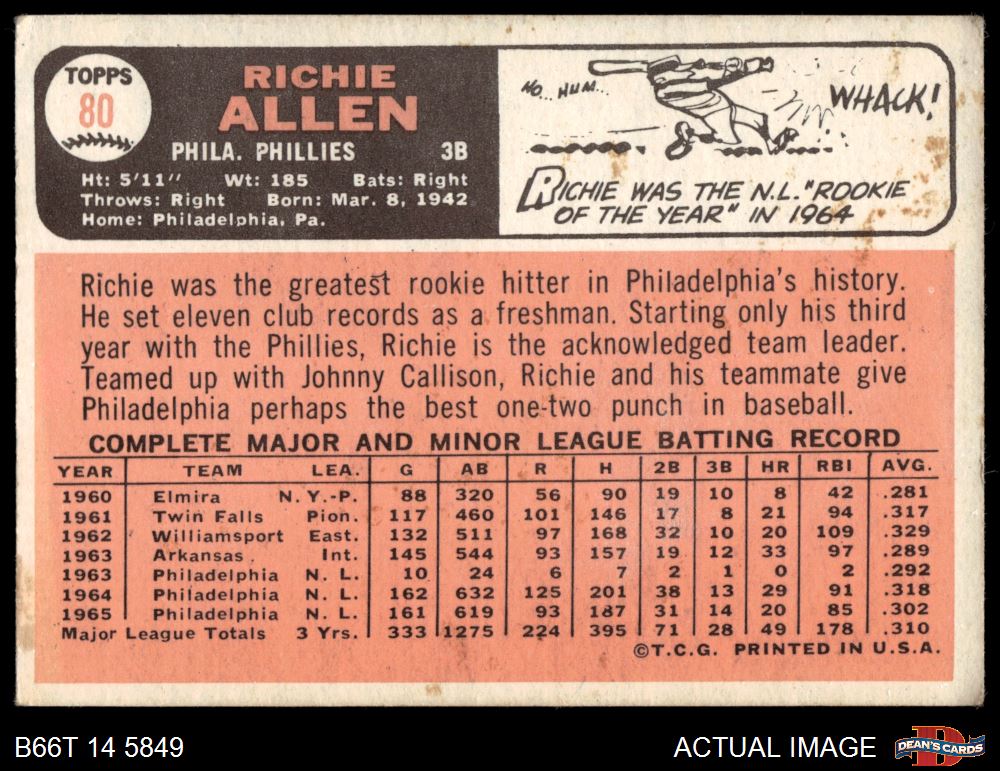 TOPPS
80
RICHIE
ALLEN
PHILA. PHILLIES 3B
Ht: 5'11" Wt: 185 Bats: Right
Throws: Right Born: Mar. 8, 1942
Home: Philadelphia, Pa.
HO... HUM...
WHACK!
RICHIE WAS THE N.L. "ROOKIE
OF THE YEAR" IN 1964
Richie was the greatest rookie hitter in Philadelphia's history.
He set eleven club records as a freshman. Starting only his third
year with the Phillies, Richie is the acknowledged team leader.
Teamed up with Johnny Callison, Richie and his teammate give
Philadelphia perhaps the best one-two punch in baseball.
COMPLETE MAJOR AND MINOR LEAGUE BATTING RECORD
YEAR TEAM LEA. G AB R H 2B 3B HR RBI AVG.
1960 Elmira N.Y.-P. 88 320 56 90 19 10 8 42 .281
1961 Twin Falls Pion. 117 460 101 146 17 8 21 94 .317
1962 Williamsport East. 132 511 97 168 32 10 20 109 .329
1963 Arkansas Int. 145 544 93 157 19 12 33 97 .289
1963 Philadelphia N. L. 10 24 6 7 2 1 0 2 .292
1964 Philadelphia N. L. 162 632 125 201 38 13 29 91 .318
1965 Philadelphia N. L. 161 619 93 187 31 14 20 85 .302
Major League Totals 3 Yrs. 333 1275 224 395 71 28 49 178 .310
©T.C.G. PRINTED IN U.S.A.
B66T 14 5849
ACTUAL IMAGE
DEAN'S CARDS